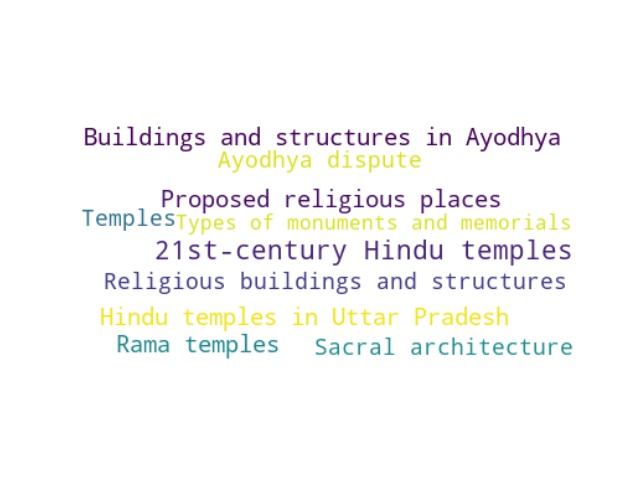 Buildings and structures in Ayodhya
Ayodhya dispute
Proposed religious places
Temples
Types of monuments and memorials
21st-century Hindu temples
Religious buildings and structures
Hindu temples in Uttar Pradesh
Rama temples
Sacral architecture